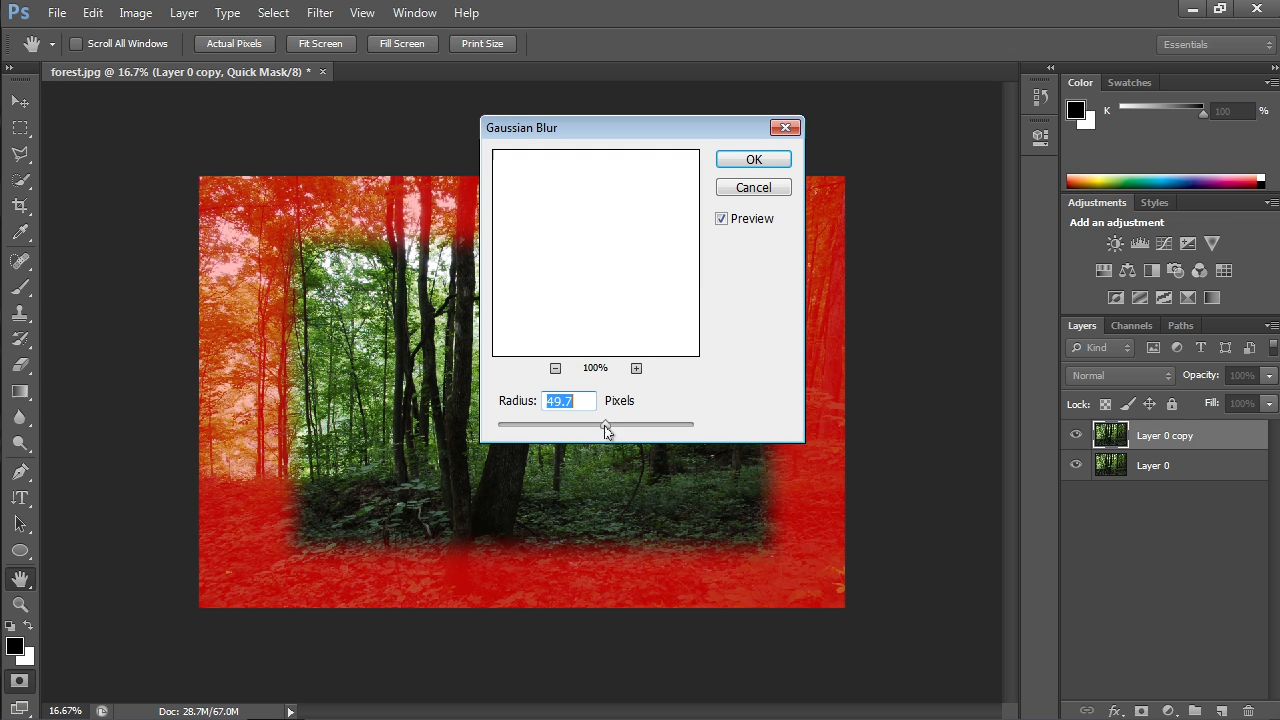 Ps File Edit Image Layer Type Select Filter View Window Help
Scroll All Windows Actual Pixels Fit Screen Fill Screen Print Size Essentials
forest.jpg @ 16.7% (Layer 0 copy, Quick Mask/8) * ×
Color Swatches
K 100 %
Gaussian Blur
OK
Cancel
Preview
100%
Radius: 49.7 Pixels
Adjustments Styles
Add an adjustment
Layers Channels Paths
Kind
Normal Opacity: 100%
Lock: Fill: 100%
Layer 0 copy
Layer 0
16.67% Doc: 28.7M/67.0M